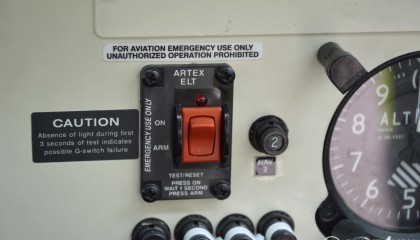 FOR AVIATION EMERGENCY USE ONLY
UNAUTHORIZED OPERATION PROHIBITED
ARTEX
ELT
EMERGENCY USE ONLY
ON
ARM
TEST/RESET
PRESS ON
WAIT 1 SECOND
PRESS ARM
CAUTION
Absence of light during first
3 seconds of test indicates
possible G-switch failure
2
NAV
2
ALT
9
8
7
6
5